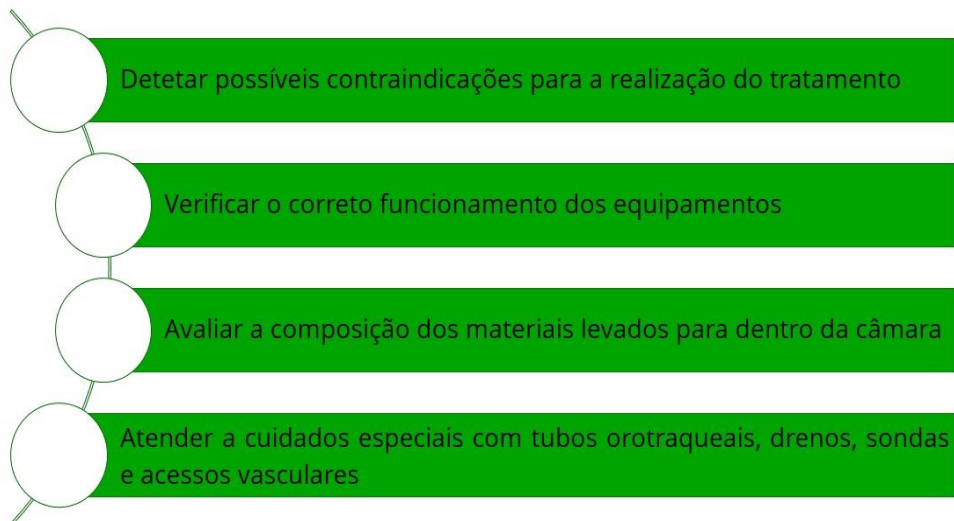 Detetar possíveis contraindicações para a realização do tratamento
Verificar o correto funcionamento dos equipamentos
Avaliar a composição dos materiais levados para dentro da câmara
Atender a cuidados especiais com tubos orotraqueais, drenos, sondas
e acessos vasculares